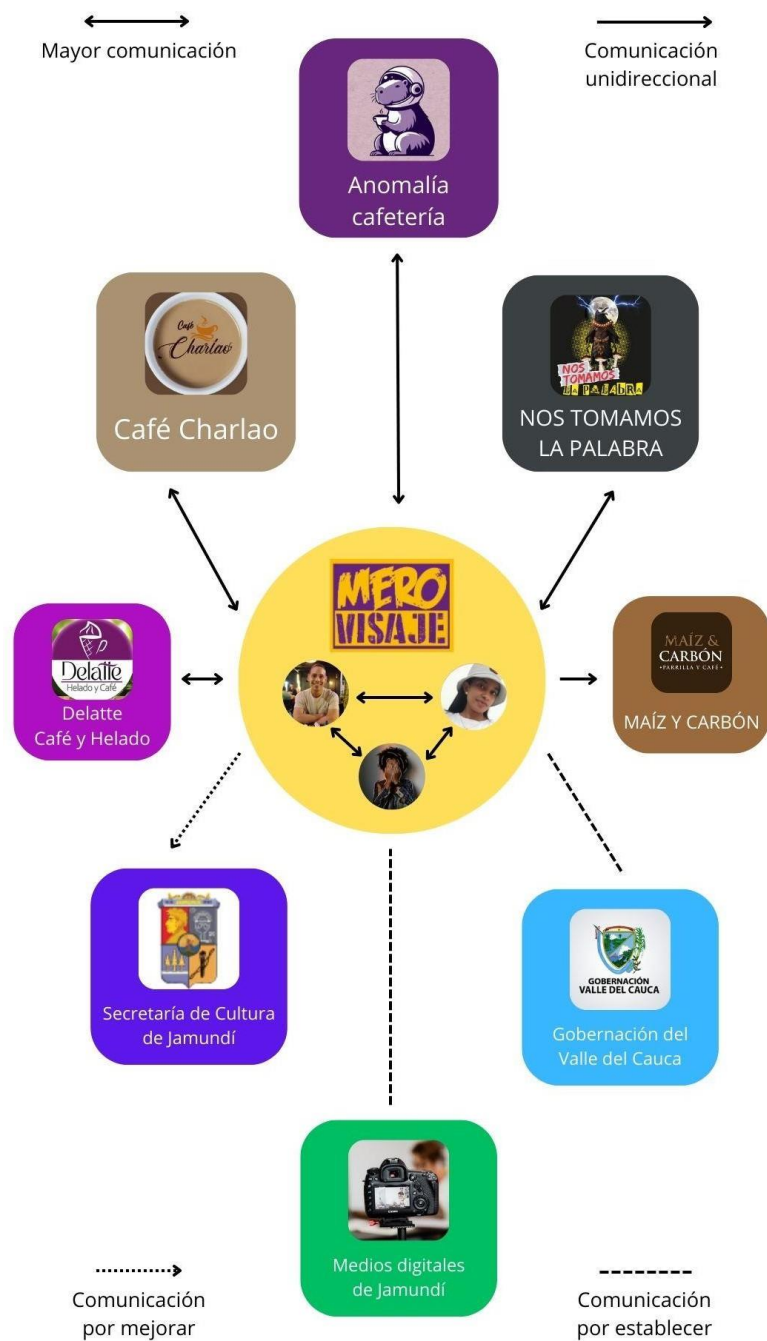 Mayor comunicación
Comunicación
unidireccional
Anomalía
cafetería
Café
Charlao
Café Charlao
NOS
TOMAMOS
LA PALABRA
NOS TOMAMOS
LA PALABRA
MERO
VISAJE
Delatte
Helado y Café
Delatte
Café y Helado
MAÍZ &
CARBÓN
•PARRILLA Y CAFÉ•
MAÍZ Y CARBÓN
Secretaría de Cultura
de Jamundí
GOBERNACIÓN
VALLE DEL CAUCA
Gobernación del
Valle del Cauca
Medios digitales
de Jamundí
Comunicación
por mejorar
Comunicación
por establecer